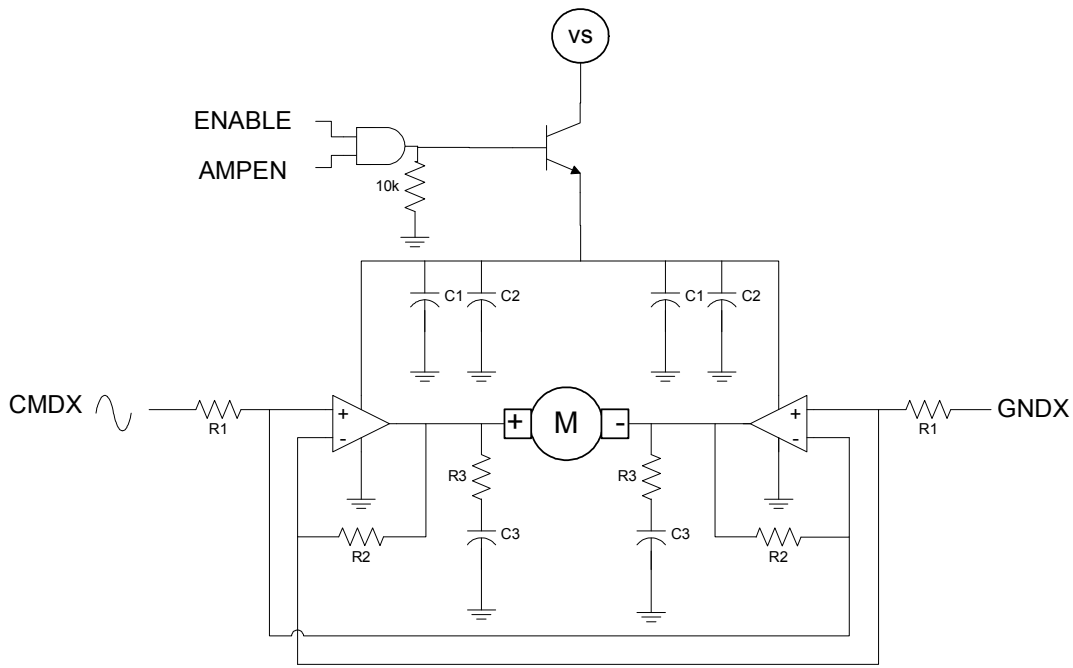 vs
ENABLE
AMPEN
10k
C1 C2 C1 C2
CMDX + + GNDX
R1 - + M - - R1
R3 R3
R2 C3 C3 R2